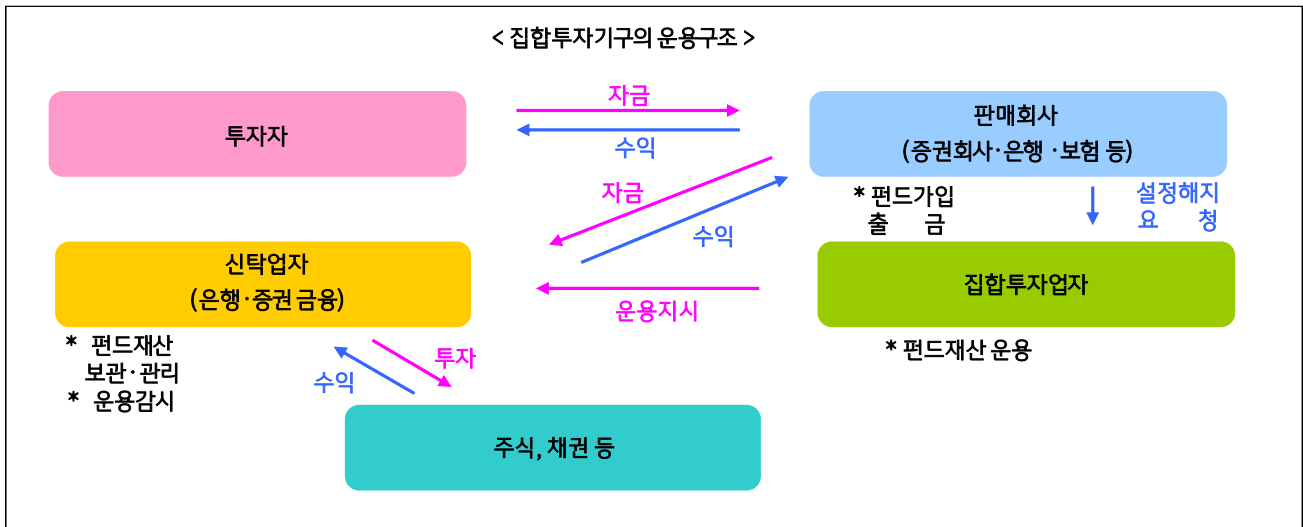 < 집합투자기구의 운용구조 >
자금
투자자
수익
판매회사
(증권회사·은행 ·보험 등)
자금
수익
* 펀드가입
출 금
설정해지
요 청
신탁업자
(은행·증권 금융)
운용지시
집합투자업자
* 펀드재산
보관·관리
* 운용감시
투자
수익
* 펀드재산 운용
주식, 채권 등